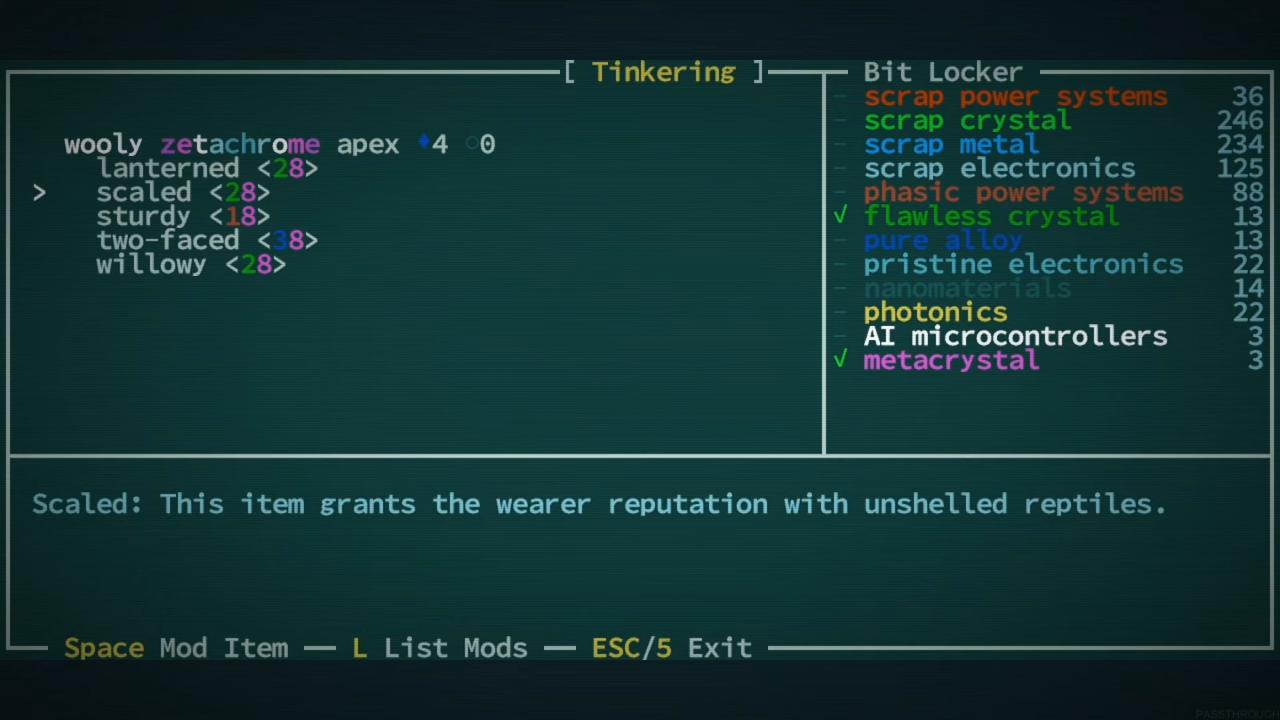 [ Tinkering ]
Bit Locker
wooly zetachrome apex ♦4 ○0
lanterned <28>
> scaled <28>
sturdy <18>
two-faced <38>
willowy <28>
- scrap power systems 36
- scrap crystal 246
- scrap metal 234
- scrap electronics 125
- phasic power systems 88
√ flawless crystal 13
- pure alloy 13
- pristine electronics 22
- nanomaterials 14
- photonics 22
- AI microcontrollers 3
√ metacrystal 3
Scaled: This item grants the wearer reputation with unshelled reptiles.
Space Mod Item — L List Mods — ESC/5 Exit